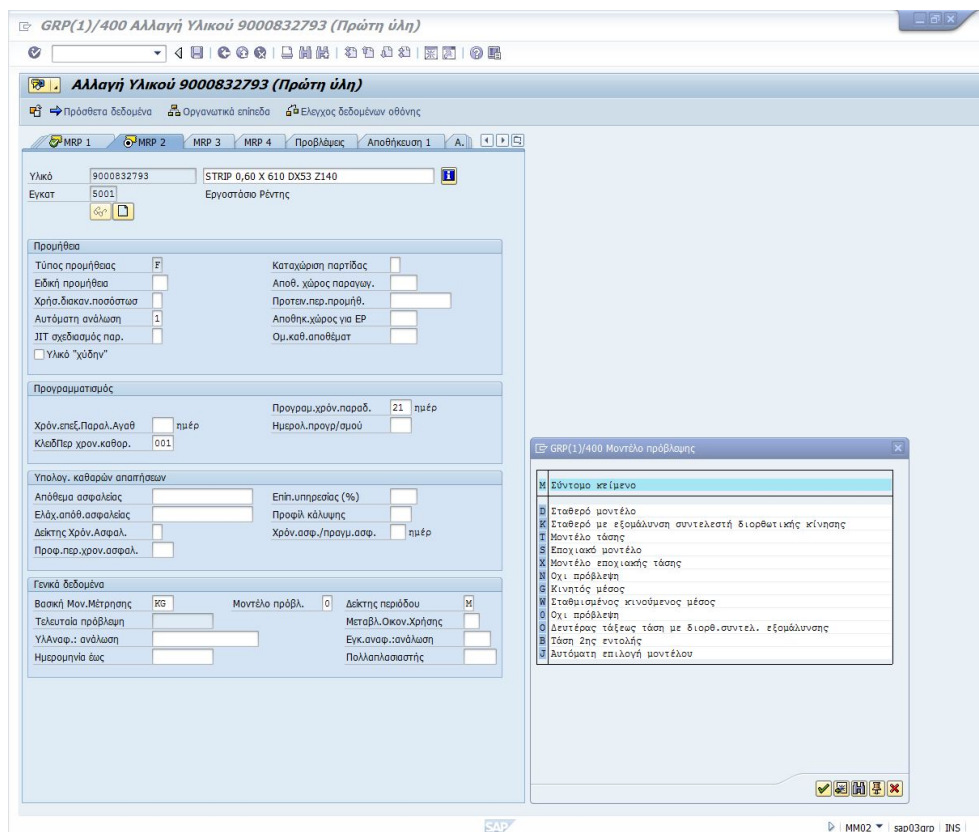 GRP(1)/400 Αλλαγή Υλικού 9000832793 (Πρώτη ύλη)
Αλλαγή Υλικού 9000832793 (Πρώτη ύλη)
Πρόσθετα δεδομένα Οργανωτικά επίπεδα Ελεγχος δεδομένων οθόνης
MRP 1 MRP 2 MRP 3 MRP 4 Προβλέψεις Αποθήκευση 1 Α.
Υλικό 9000832793 STRIP 0,60 X 610 DX53 Z140
Εγκατ 5001 Εργοστάσιο Ρέντης
Προμήθεια
Τύπος προμήθειας F Καταχώριση παρτίδας
Ειδική προμήθεια Αποθ. χώρος παραγωγ.
Χρήσ.διακαν.ποσόστωσ Προτειν.περ.προμήθ.
Αυτόματη ανάλωση 1 Αποθηκ.χώρος για ΕΡ
JIT σχεδιασμός παρ. Ομ.καθ.αποθέματ
Υλικό "χύδην"
Προγραμματισμός
Προγραμ.χρόν.παραδ. 21 ημέρ
Χρόν.επεξ.Παραλ.Αγαθ ημέρ Ημερολ.προγρ/σμού
ΚλειδΠερ χρον.καθορ. 001
Υπολογ. καθαρών απαιτήσεων
Απόθεμα ασφαλείας Επίπ.υπηρεσίας (%)
Ελάχ.απόθ.ασφαλείας Προφίλ κάλυψης
Δείκτης Χρόν.Ασφαλ. Χρόν.ασφ./πραγμ.ασφ. ημέρ
Προφ.περ.χρον.ασφαλ.
Γενικά δεδομένα
Βασική Μον.Μέτρησης KG Μοντέλο πρόβλ. 0 Δείκτης περιόδου M
Τελευταία πρόβλεψη Μεταβλ.Οικον.Χρήσης
ΥλΑναφ.: ανάλωση Εγκ.αναφ.:ανάλωση
Ημερομηνία έως Πολλαπλασιαστής
GRP(1)/400 Μοντέλο πρόβλεψης
Μ Σύντομο κείμενο
D Σταθερό μοντέλο
K Σταθερό με εξομάλυνση συντελεστή διορθωτικής κίνησης
T Μοντέλο τάσης
S Εποχιακό μοντέλο
X Μοντέλο εποχιακής τάσης
N Οχι πρόβλεψη
G Κινητός μέσος
W Σταθμισμένος κινούμενος μέσος
0 Οχι πρόβλεψη
O Δευτέρας τάξεως τάση με διορθ.συντελ. εξομάλυνσης
B Τάση 2ης εντολής
J Αυτόματη επιλογή μοντέλου
SAP
MM02 sap03grp INS